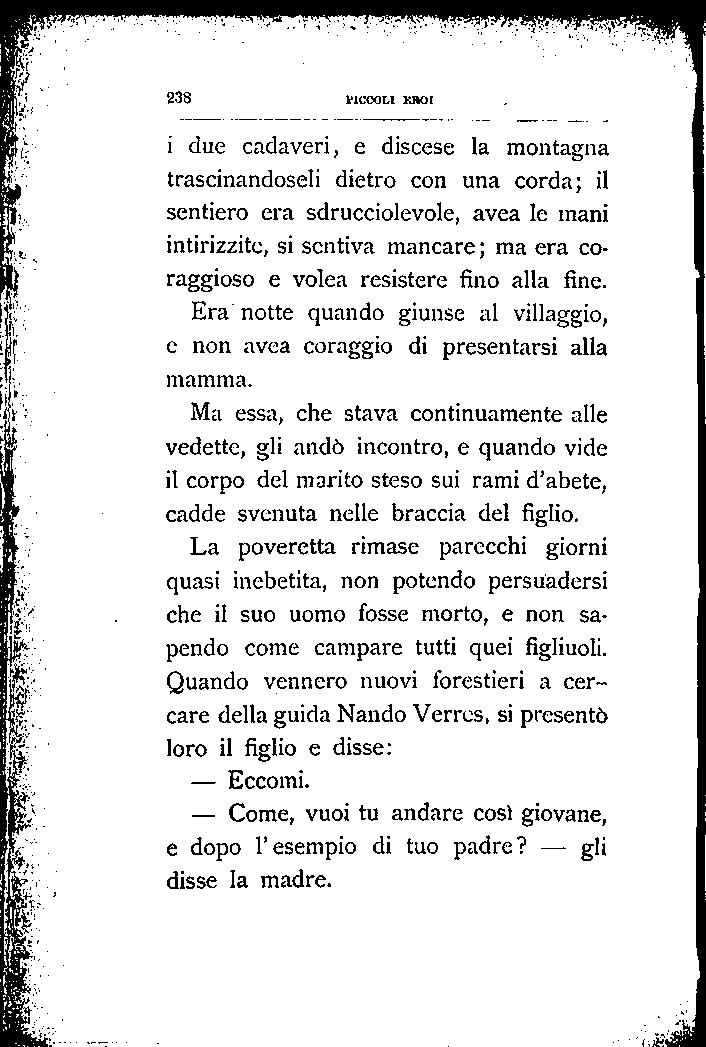 238 PICCOLI EROI
i due cadaveri, e discese la montagna
trascinandoseli dietro con una corda; il
sentiero era sdrucciolevole, avea le mani
intirizzite, si sentiva mancare; ma era co-
raggioso e volea resistere fino alla fine.
Era notte quando giunse al villaggio,
e non avea coraggio di presentarsi alla
mamma.
Ma essa, che stava continuamente alle
vedette, gli andò incontro, e quando vide
il corpo del marito steso sui rami d'abete,
cadde svenuta nelle braccia del figlio.
La poveretta rimase parecchi giorni
quasi inebetita, non potendo persuadersi
che il suo uomo fosse morto, e non sa-
pendo come campare tutti quei figliuoli.
Quando vennero nuovi forestieri a cer-
care della guida Nando Verres, si presentò
loro il figlio e disse:
— Eccomi.
— Come, vuoi tu andare così giovane,
e dopo l'esempio di tuo padre? — gli
disse la madre.